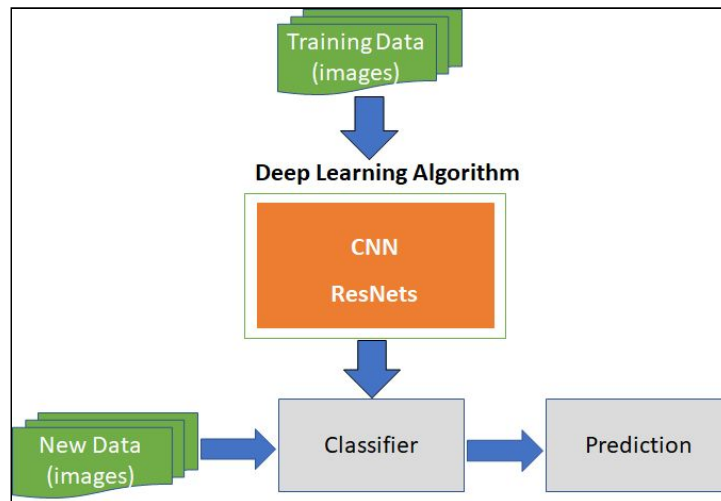 Training Data
(images)
Deep Learning Algorithm
CNN
ResNets
New Data
(images)
Classifier
Prediction